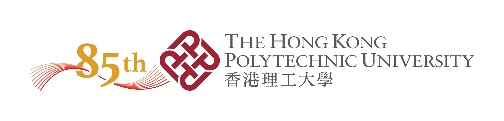 85th
THE HONG KONG
POLYTECHNIC UNIVERSITY
香港理工大學